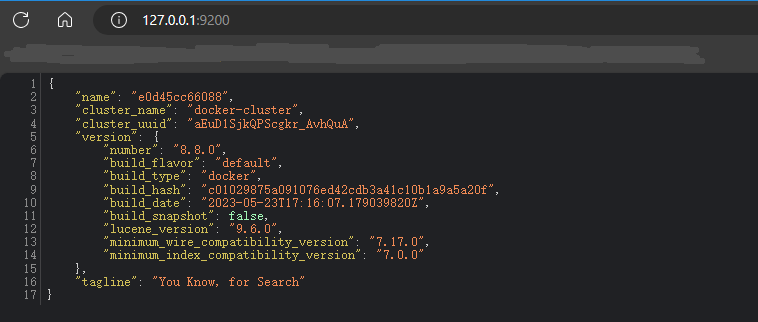 127.0.0.1:9200
1 {
2 "name": "e0d45cc66088",
3 "cluster_name": "docker-cluster",
4 "cluster_uuid": "aEuD1SjkQPScgkr_AvhQuA",
5 "version": {
6 "number": "8.8.0",
7 "build_flavor": "default",
8 "build_type": "docker",
9 "build_hash": "c01029875a091076ed42cdb3a41c10b1a9a5a20f",
10 "build_date": "2023-05-23T17:16:07.179039820Z",
11 "build_snapshot": false,
12 "lucene_version": "9.6.0",
13 "minimum_wire_compatibility_version": "7.17.0",
14 "minimum_index_compatibility_version": "7.0.0"
15 },
16 "tagline": "You Know, for Search"
17 }